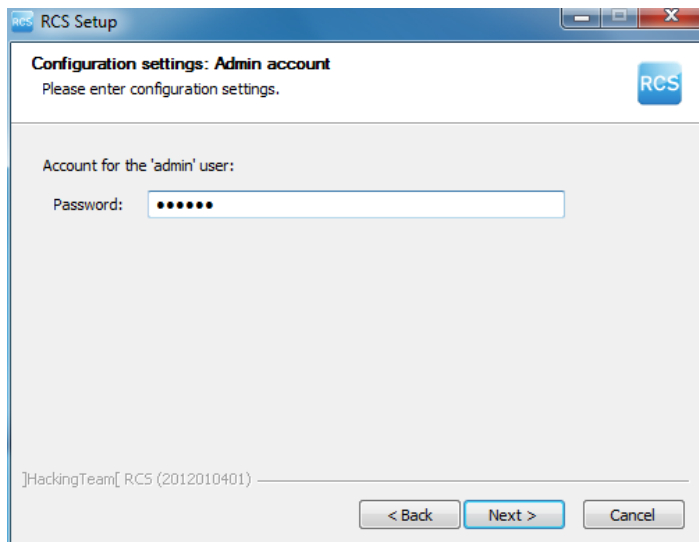 RCS RCS Setup
Configuration settings: Admin account
Please enter configuration settings.
RCS
Account for the 'admin' user:
Password: ••••••
]HackingTeam[ RCS (2012010401)
< Back Next > Cancel